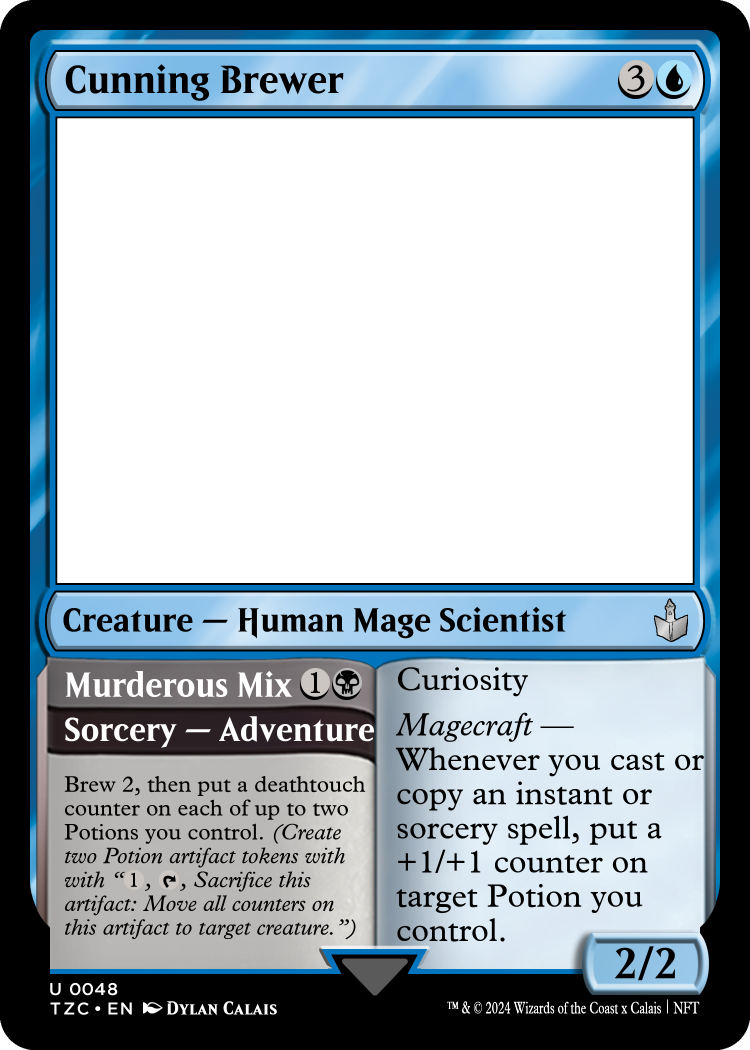 Cunning Brewer 3
Creature — Human Mage Scientist
Murderous Mix 1
Sorcery — Adventure
Brew 2, then put a deathtouch
counter on each of up to two
Potions you control. (Create
two Potion artifact tokens with
with “1, , Sacrifice this
artifact: Move all counters on
this artifact to target creature.”)
Curiosity
Magecraft —
Whenever you cast or
copy an instant or
sorcery spell, put a
+1/+1 counter on
target Potion you
control.
2/2
U 0048
TZC • EN DYLAN CALAIS
™ & © 2024 Wizards of the Coast x Calais | NFT